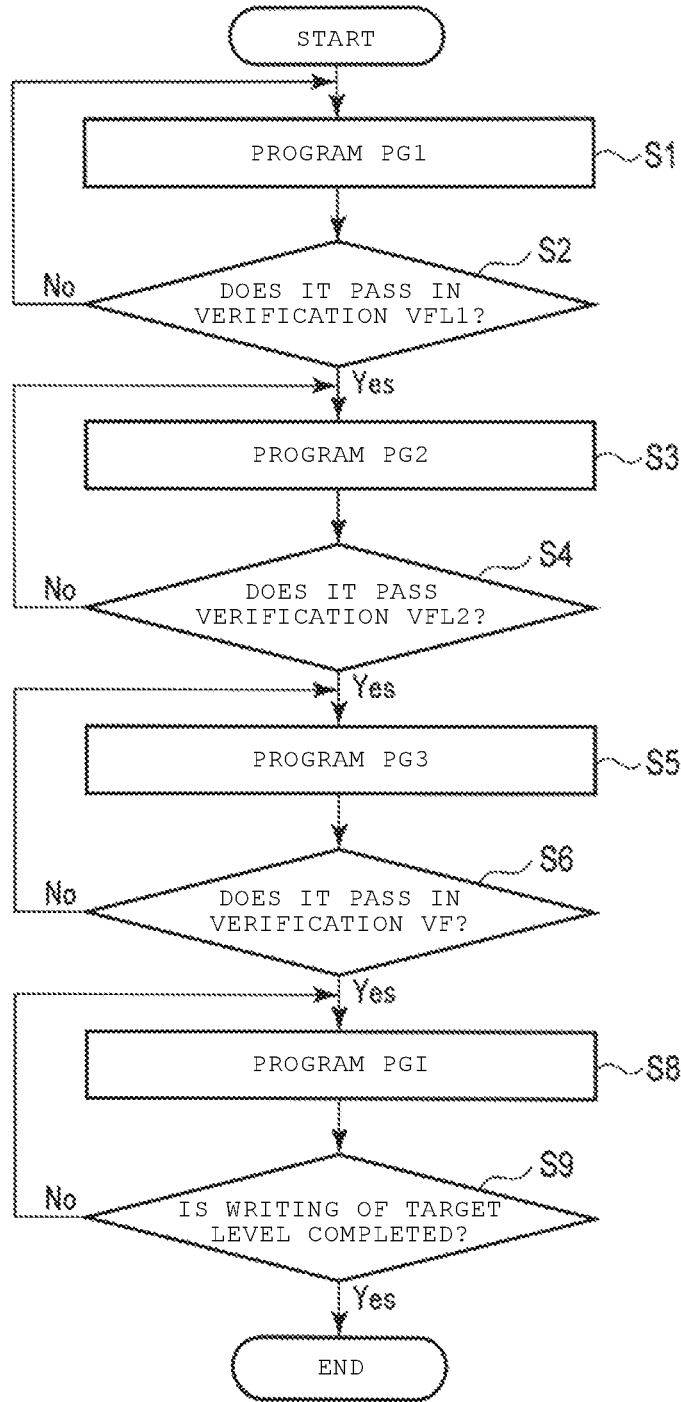 START
PROGRAM PG1
S1
S2
DOES IT PASS IN
VERIFICATION VFL1?
No
Yes
PROGRAM PG2
S3
S4
DOES IT PASS
VERIFICATION VFL2?
No
Yes
PROGRAM PG3
S5
S6
DOES IT PASS IN
VERIFICATION VF?
No
Yes
PROGRAM PGI
S8
S9
IS WRITING OF TARGET
LEVEL COMPLETED?
No
Yes
END